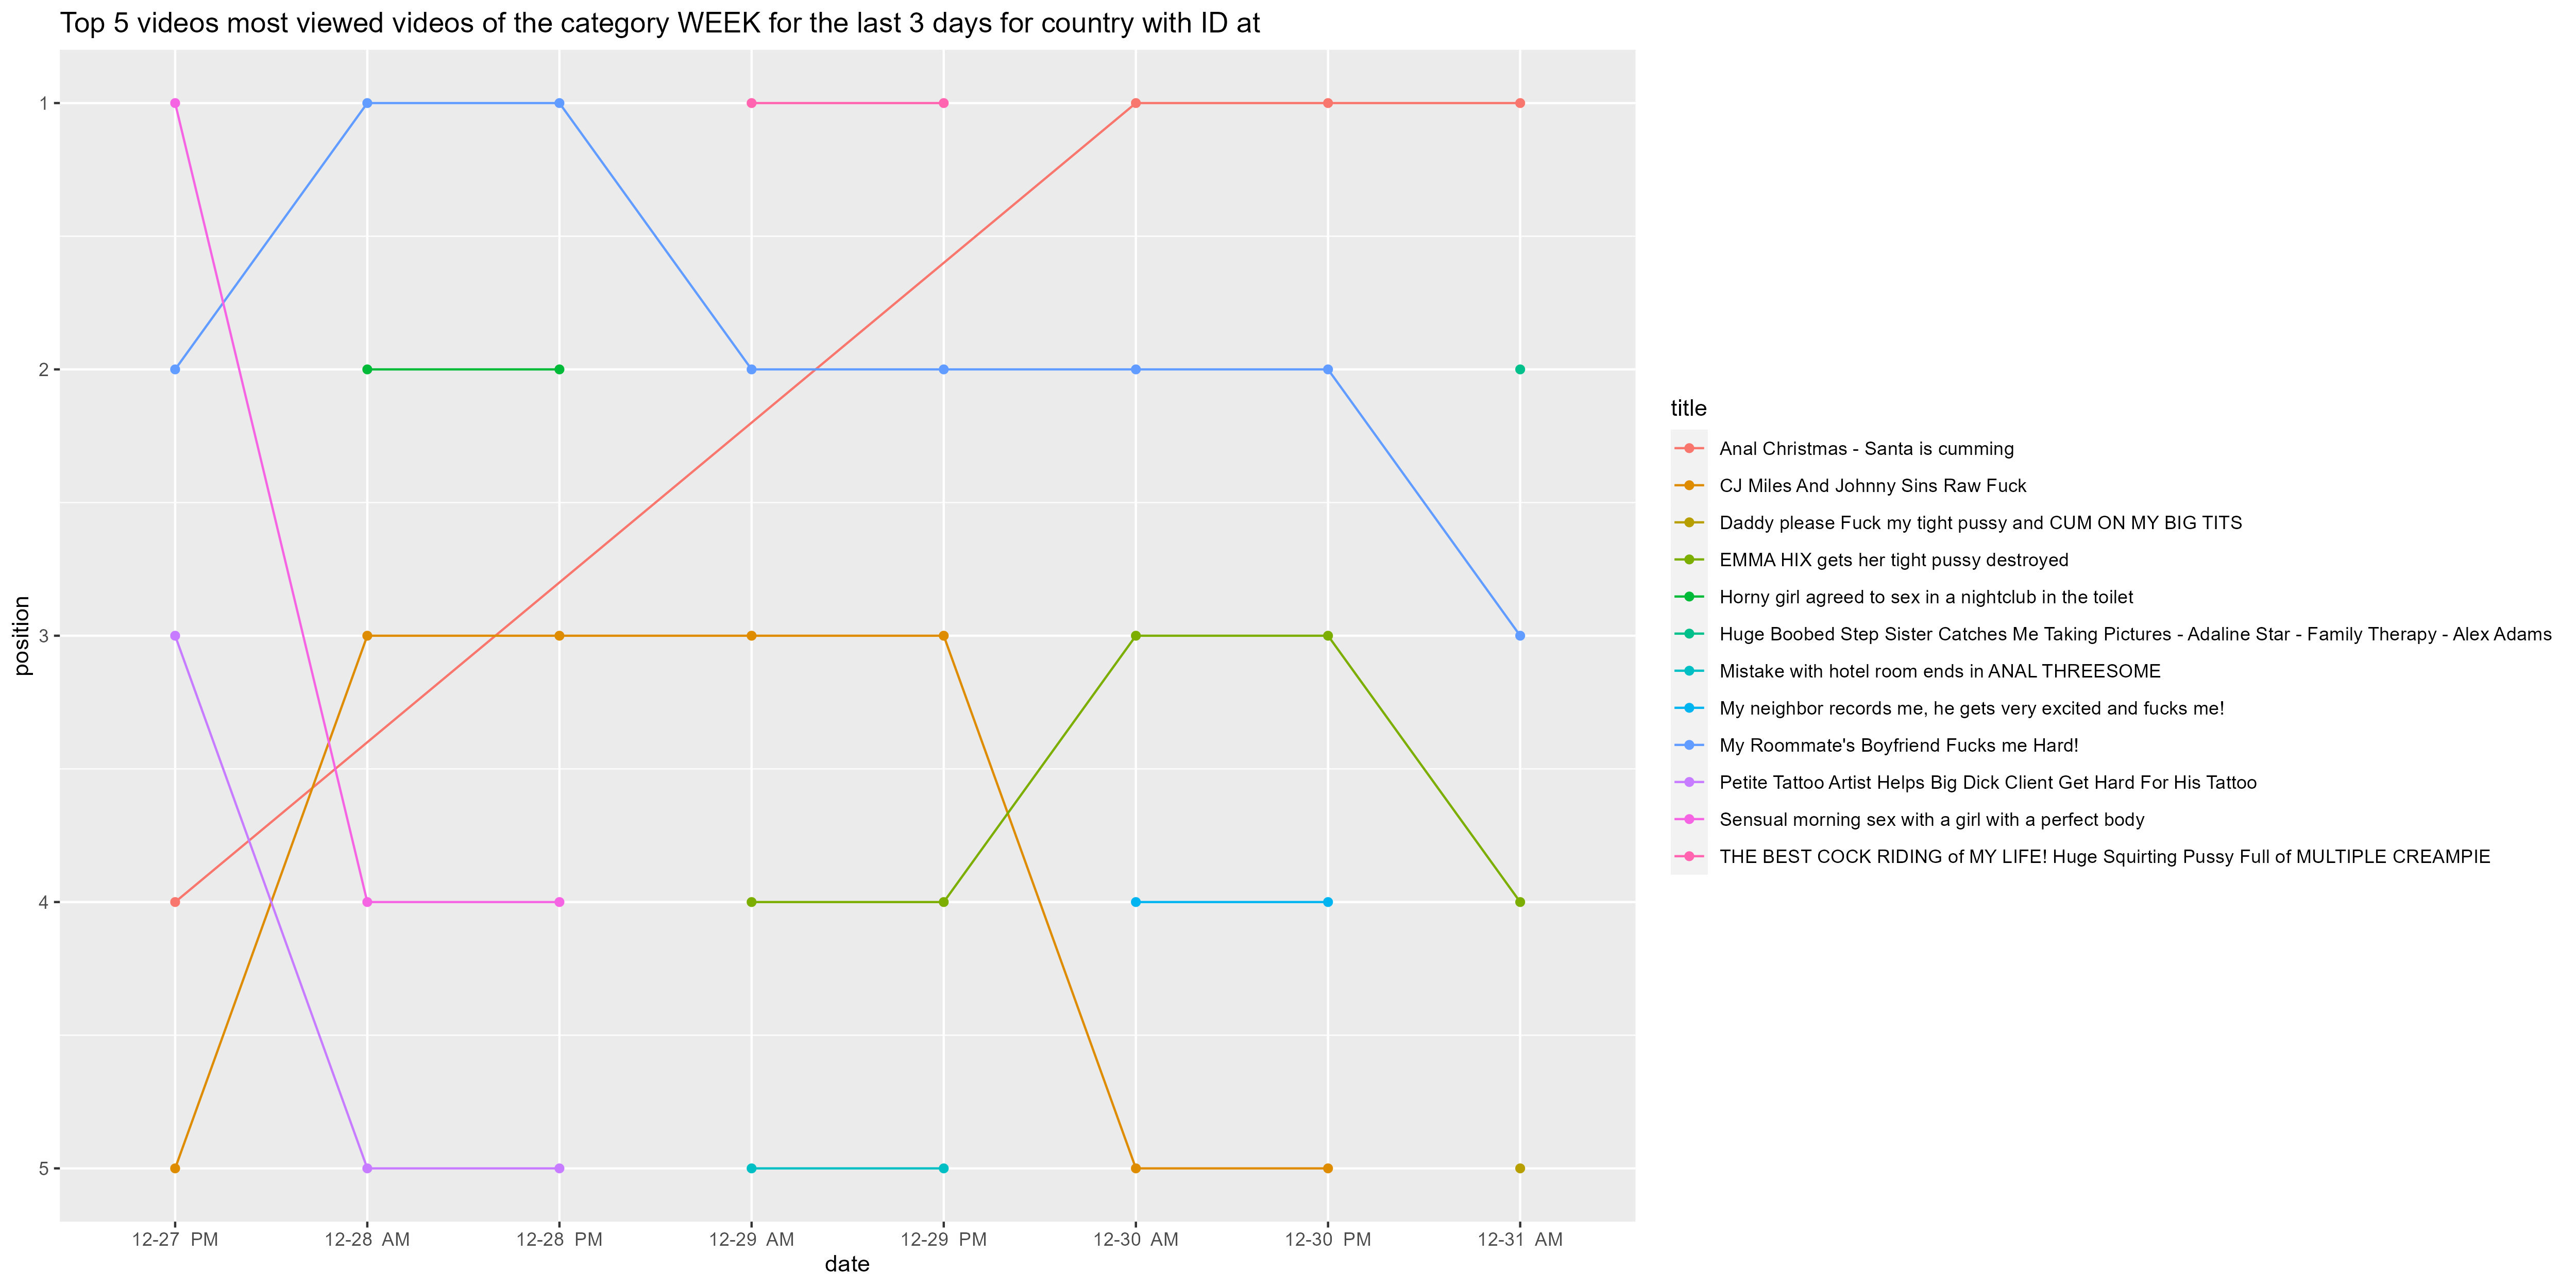 Top 5 videos most viewed videos of the category WEEK for the last 3 days for country with ID at
1
2
3
4
5
position
12-27 PM
12-28 AM
12-28 PM
12-29 AM
12-29 PM
12-30 AM
12-30 PM
12-31 AM
date
title
Anal Christmas - Santa is cumming
CJ Miles And Johnny Sins Raw Fuck
Daddy please Fuck my tight pussy and CUM ON MY BIG TITS
EMMA HIX gets her tight pussy destroyed
Horny girl agreed to sex in a nightclub in the toilet
Huge Boobed Step Sister Catches Me Taking Pictures - Adaline Star - Family Therapy - Alex Adams
Mistake with hotel room ends in ANAL THREESOME
My neighbor records me, he gets very excited and fucks me!
My Roommate's Boyfriend Fucks me Hard!
Petite Tattoo Artist Helps Big Dick Client Get Hard For His Tattoo
Sensual morning sex with a girl with a perfect body
THE BEST COCK RIDING of MY LIFE! Huge Squirting Pussy Full of MULTIPLE CREAMPIE